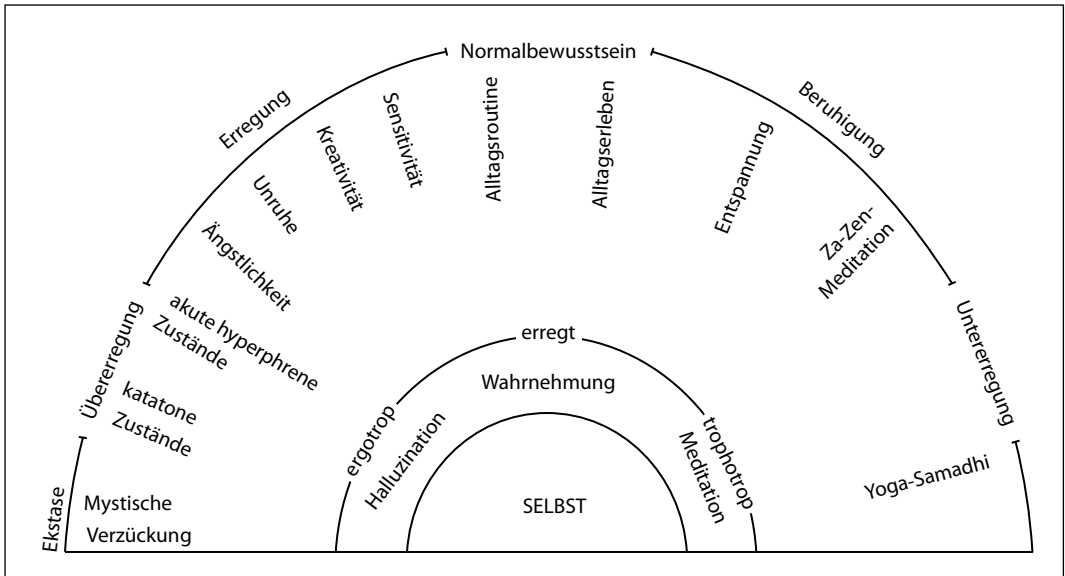 Normalbewusstsein
Erregung
Beruhigung
Übererregung
Untererregung
Ekstase
Mystische
Verzückung
katatone
Zustände
akute hyperphrene
Zustände
Ängstlichkeit
Unruhe
Kreativität
Sensitivität
Alltagsroutine
Alltagserleben
Entspannung
Za-Zen-
Meditation
Yoga-Samadhi
ergotrop
erregt
trophotrop
Halluzination
Wahrnehmung
Meditation
SELBST